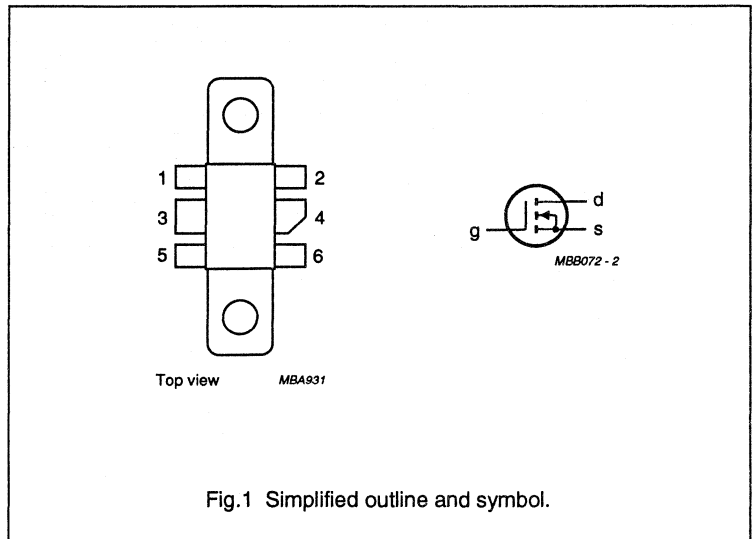 1 2
3 4
5 6
d
g s
MBB072 - 2
Top view MBA931
Fig.1 Simplified outline and symbol.